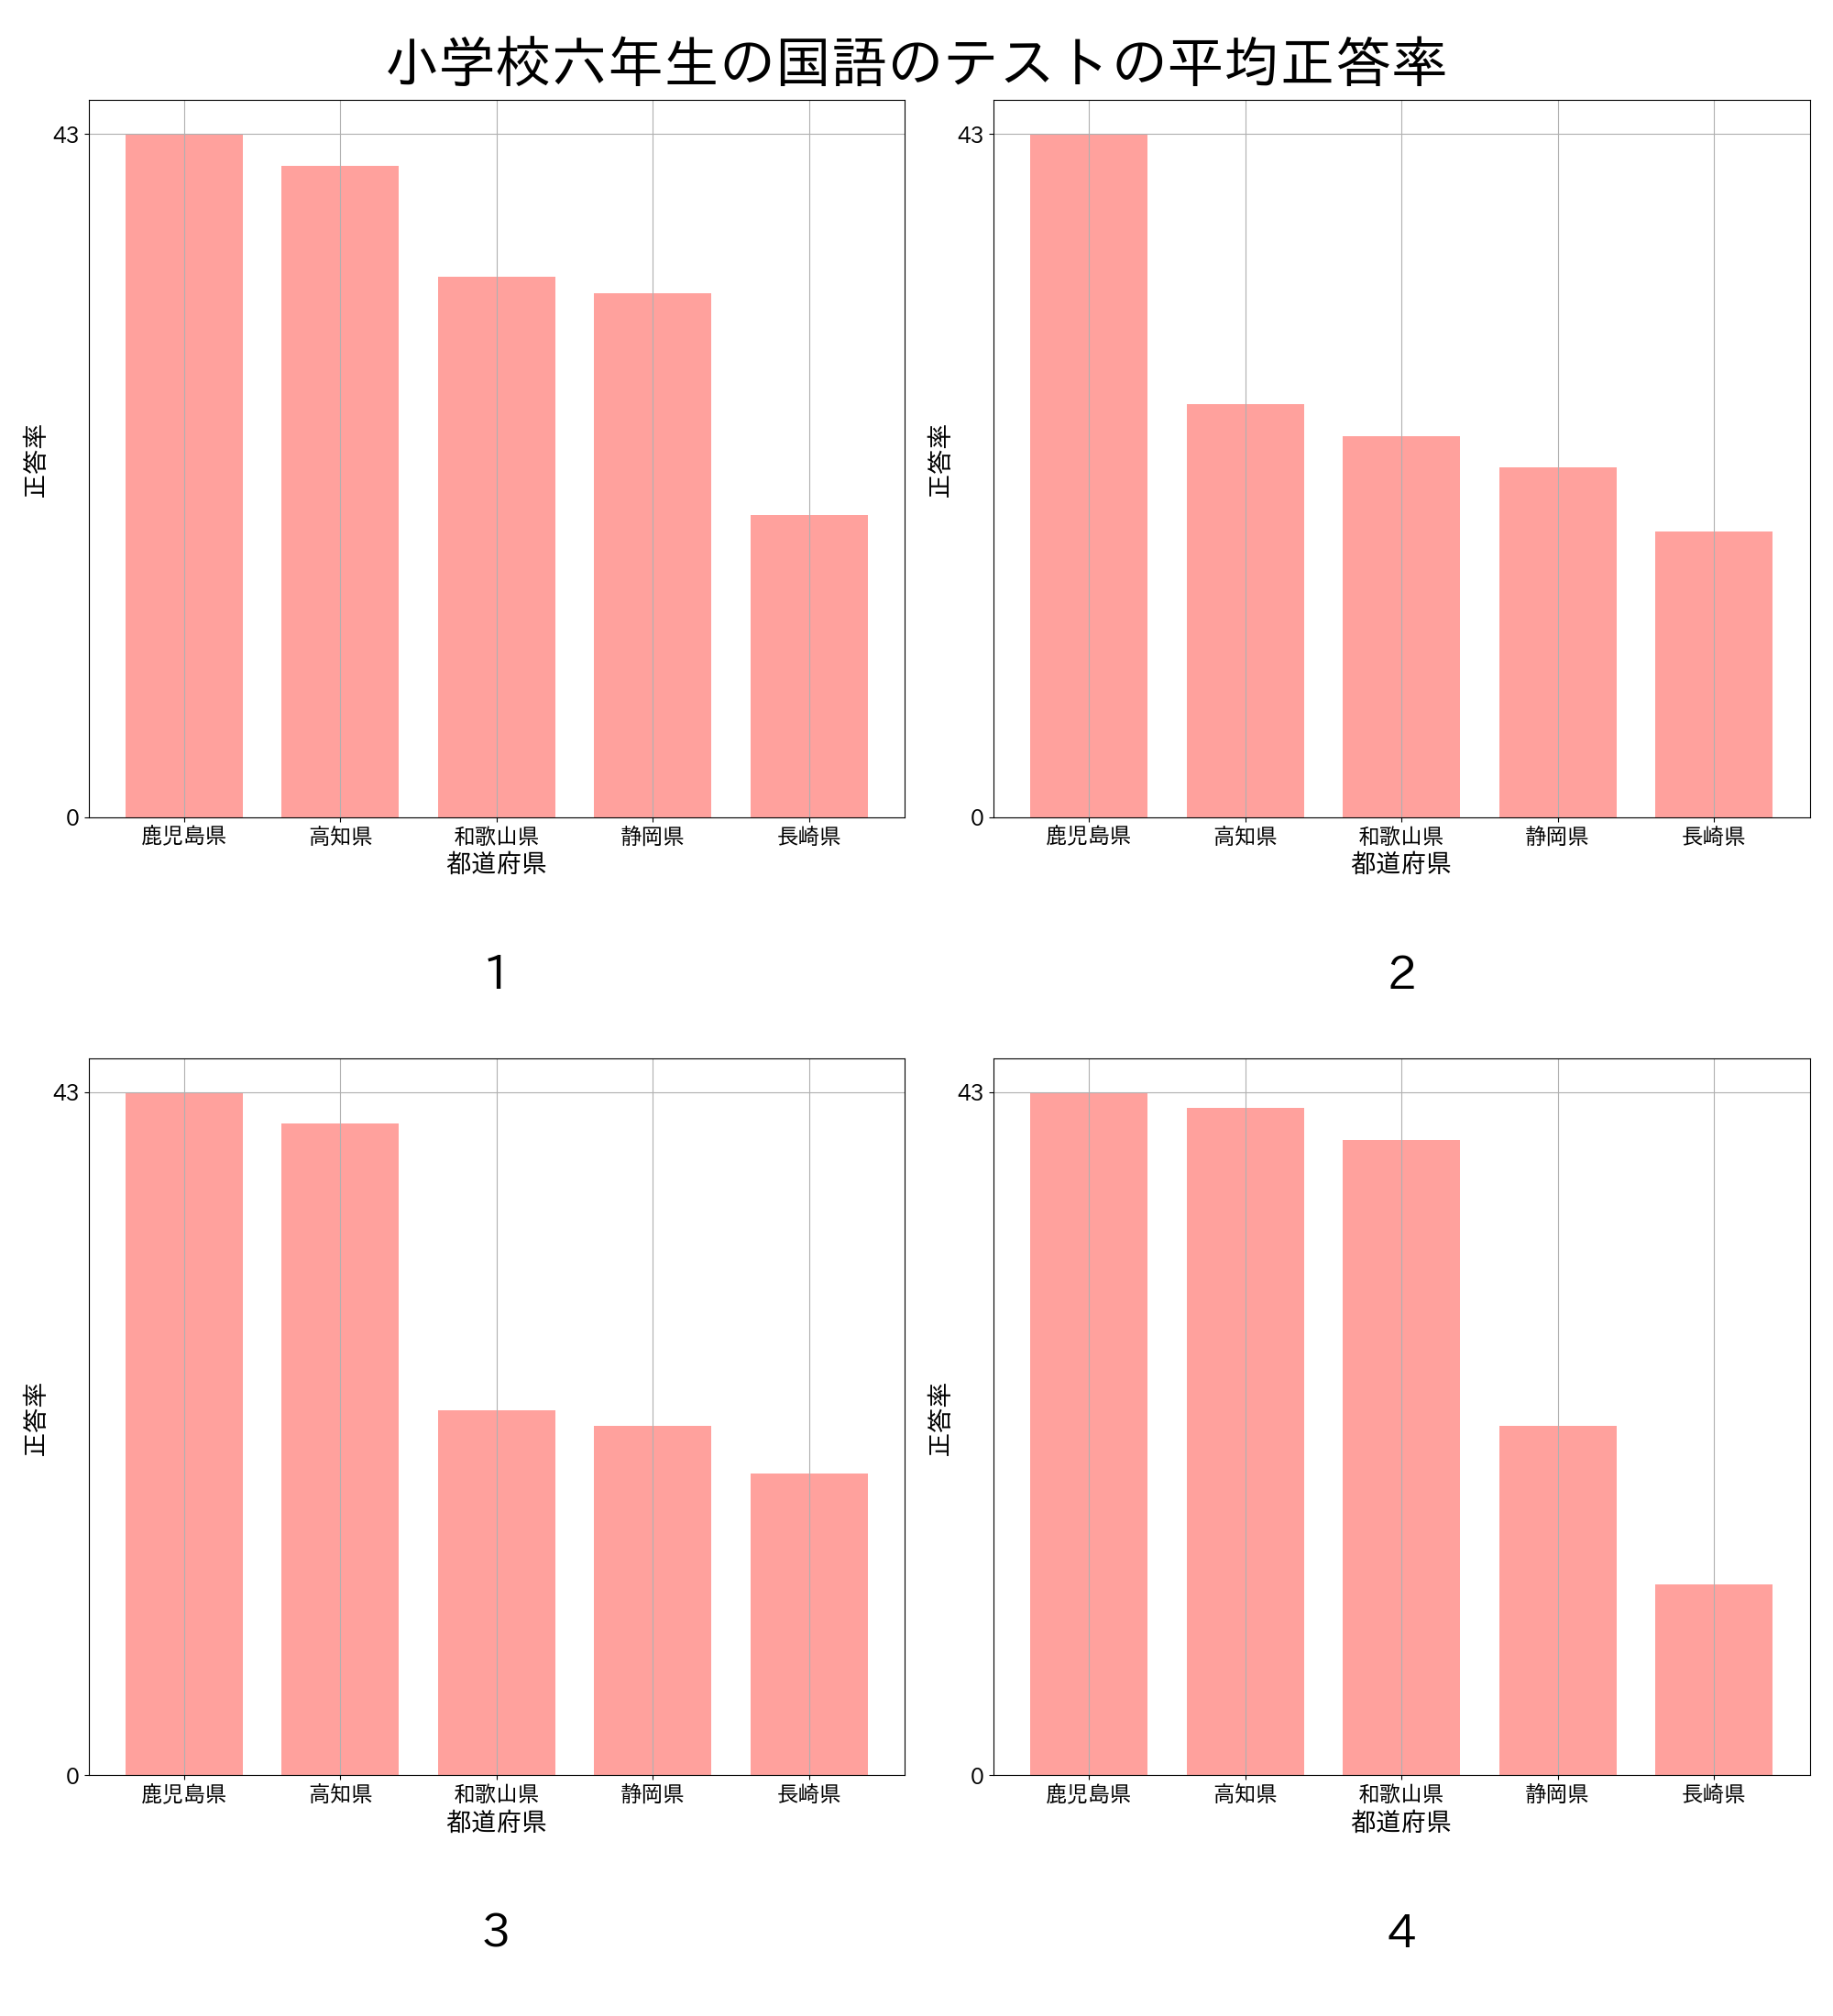 小学校六年生の国語のテストの平均正答率
43
0
正答率
鹿児島県 高知県 和歌山県 静岡県 長崎県
都道府県
1
43
0
正答率
鹿児島県 高知県 和歌山県 静岡県 長崎県
都道府県
2
43
0
正答率
鹿児島県 高知県 和歌山県 静岡県 長崎県
都道府県
3
43
0
正答率
鹿児島県 高知県 和歌山県 静岡県 長崎県
都道府県
4